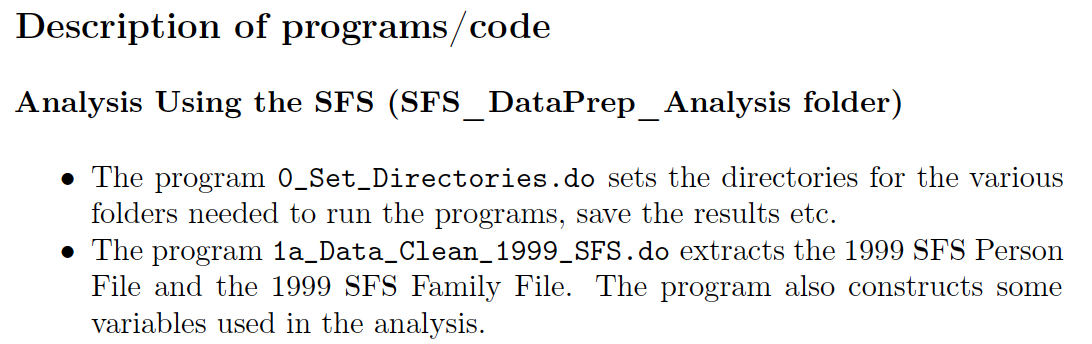 Description of programs/code
Analysis Using the SFS (SFS_DataPrep_Analysis folder)
• The program 0_Set_Directories.do sets the directories for the various
folders needed to run the programs, save the results etc.
• The program 1a_Data_Clean_1999_SFS.do extracts the 1999 SFS Person
File and the 1999 SFS Family File. The program also constructs some
variables used in the analysis.